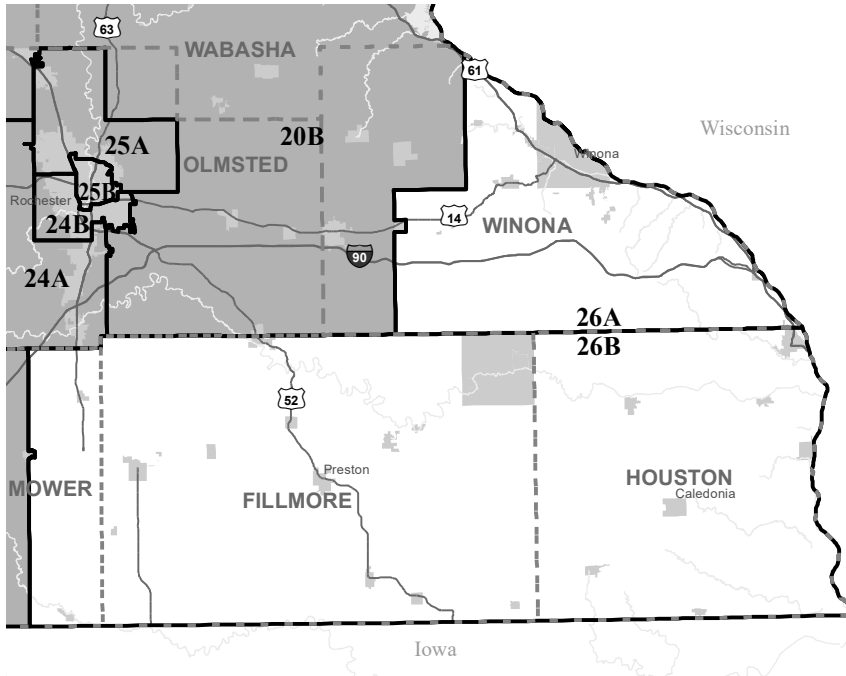 63
WABASHA
61
Wisconsin
20B
25A
Winona
OLMSTED
25B
Rochester
14
WINONA
24B
90
24A
26A
26B
52
Preston
HOUSTON
MOWER
Caledonia
FILLMORE
Iowa